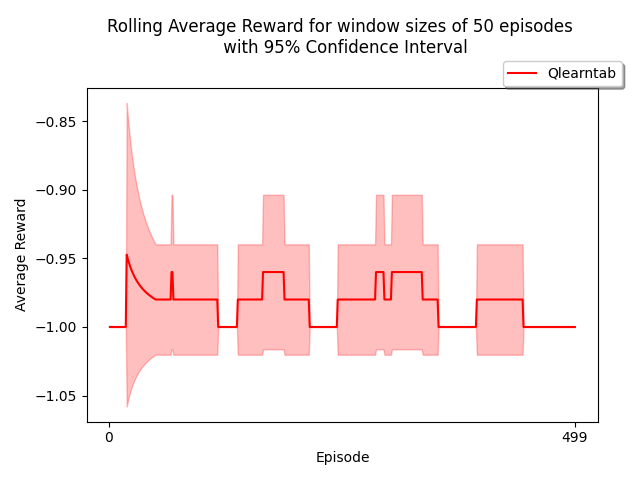 Rolling Average Reward for window sizes of 50 episodes
with 95% Confidence Interval
Qlearntab
Average Reward
−0.85
−0.90
−0.95
−1.00
−1.05
0
499
Episode